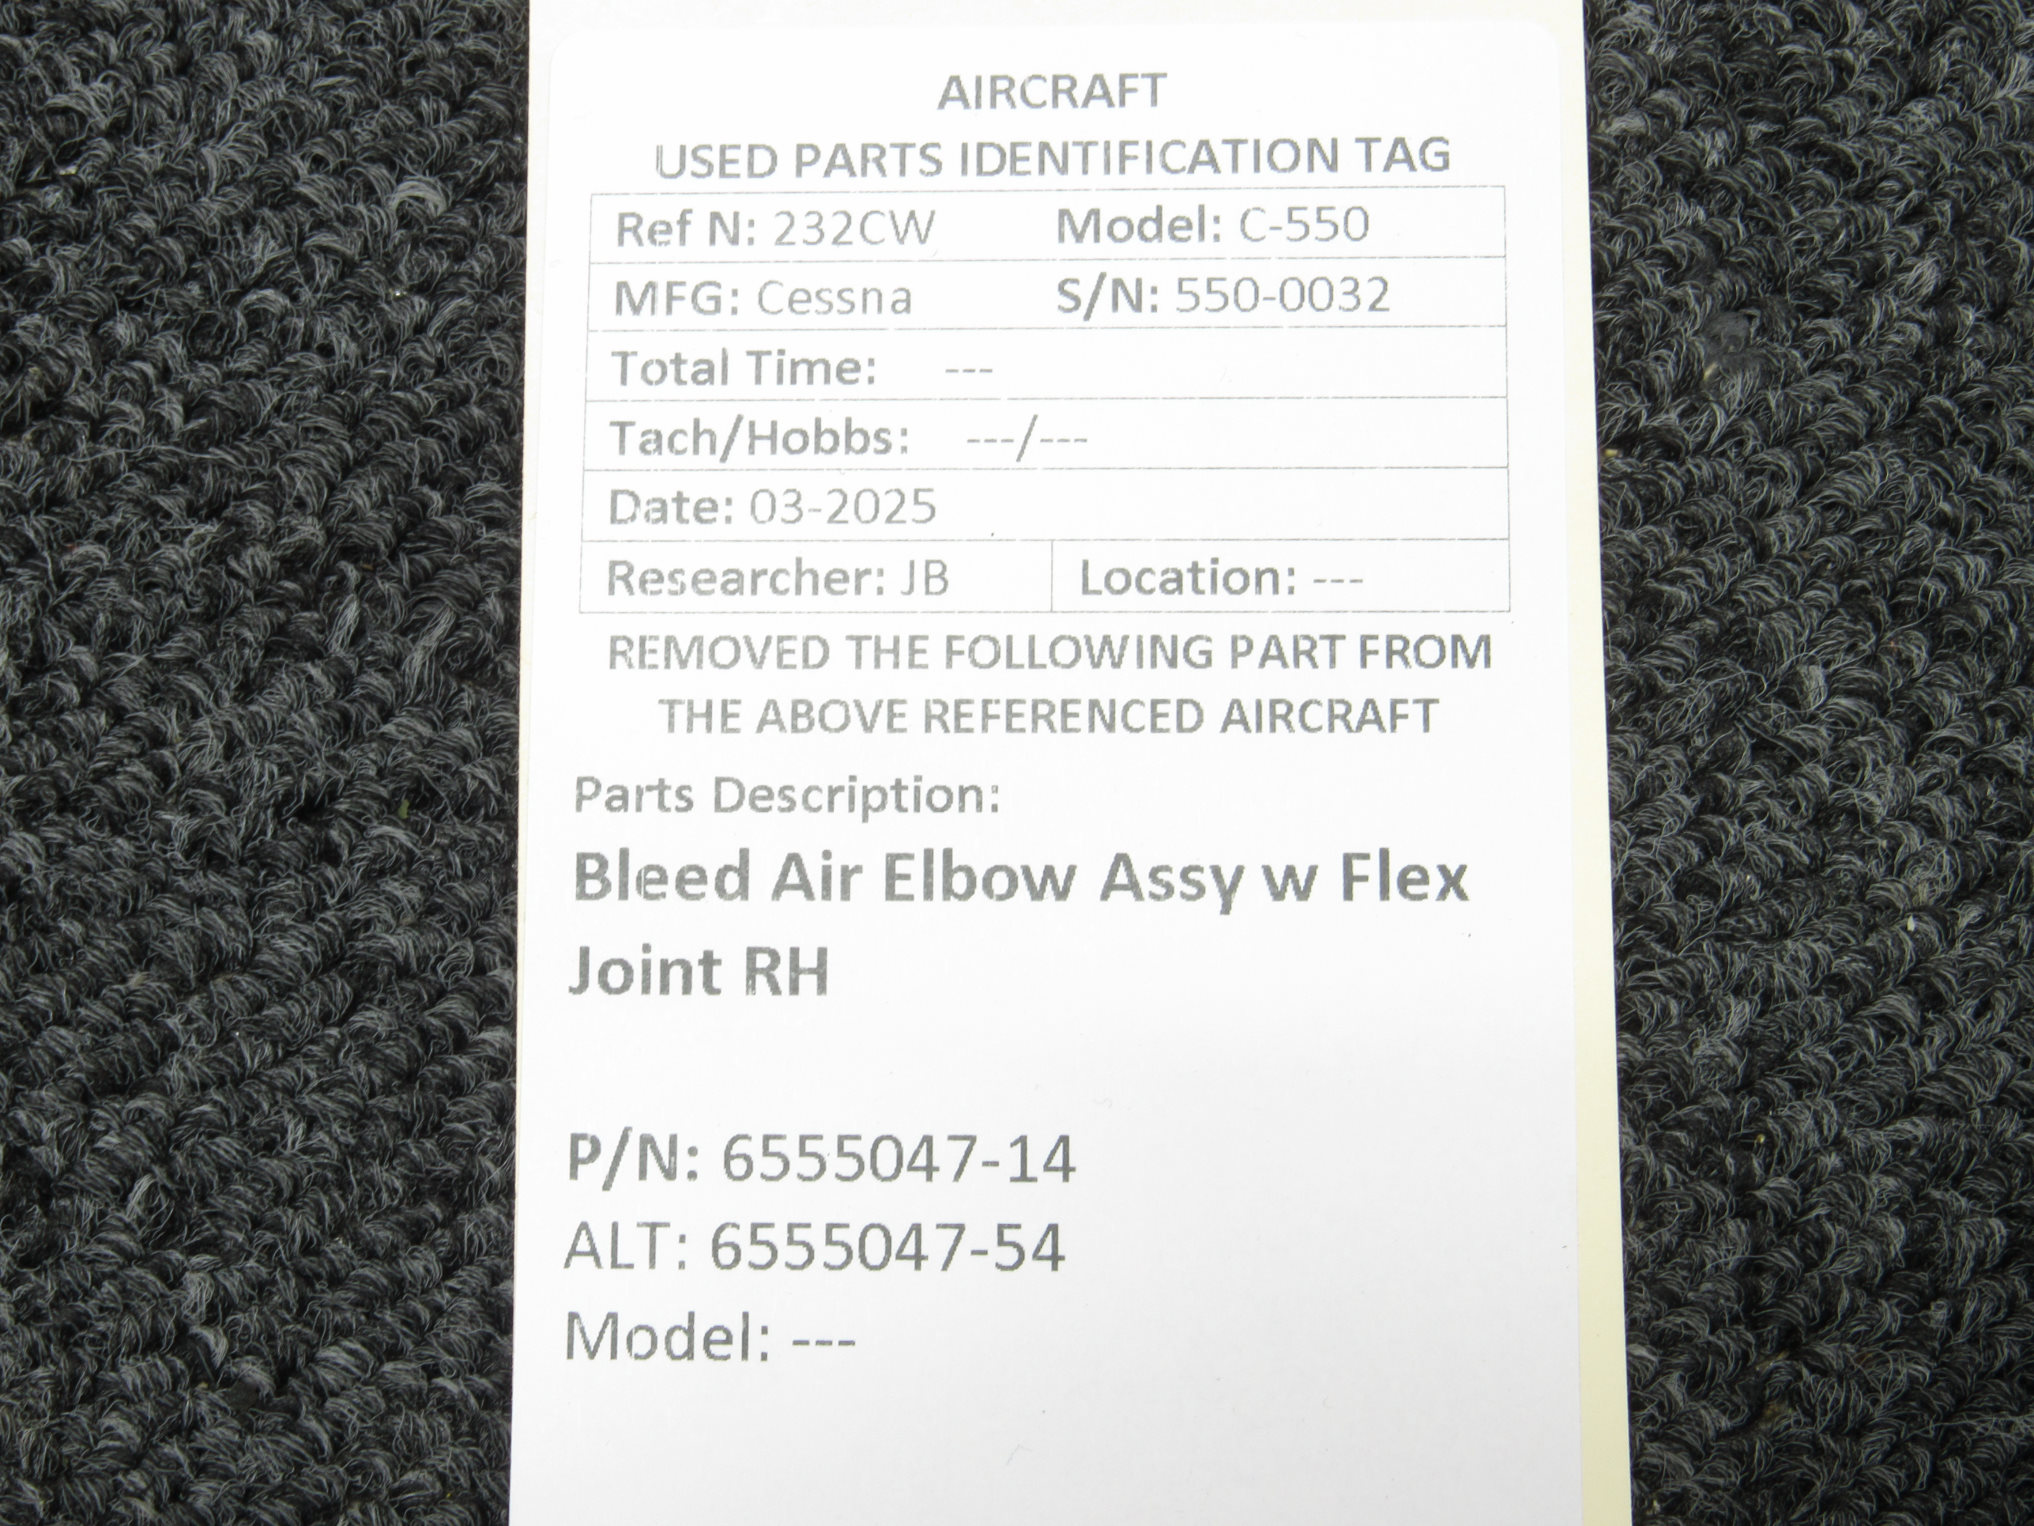 AIRCRAFT
USED PARTS IDENTIFICATION TAG
Ref N: 232CW Model: C-550
MFG: Cessna S/N: 550-0032
Total Time: ---
Tach/Hobbs: ---/---
Date: 03-2025
Researcher: JB Location: ---
REMOVED THE FOLLOWING PART FROM
THE ABOVE REFERENCED AIRCRAFT
Parts Description:
Bleed Air Elbow Assy w Flex
Joint RH
P/N: 6555047-14
ALT: 6555047-54
Model: ---